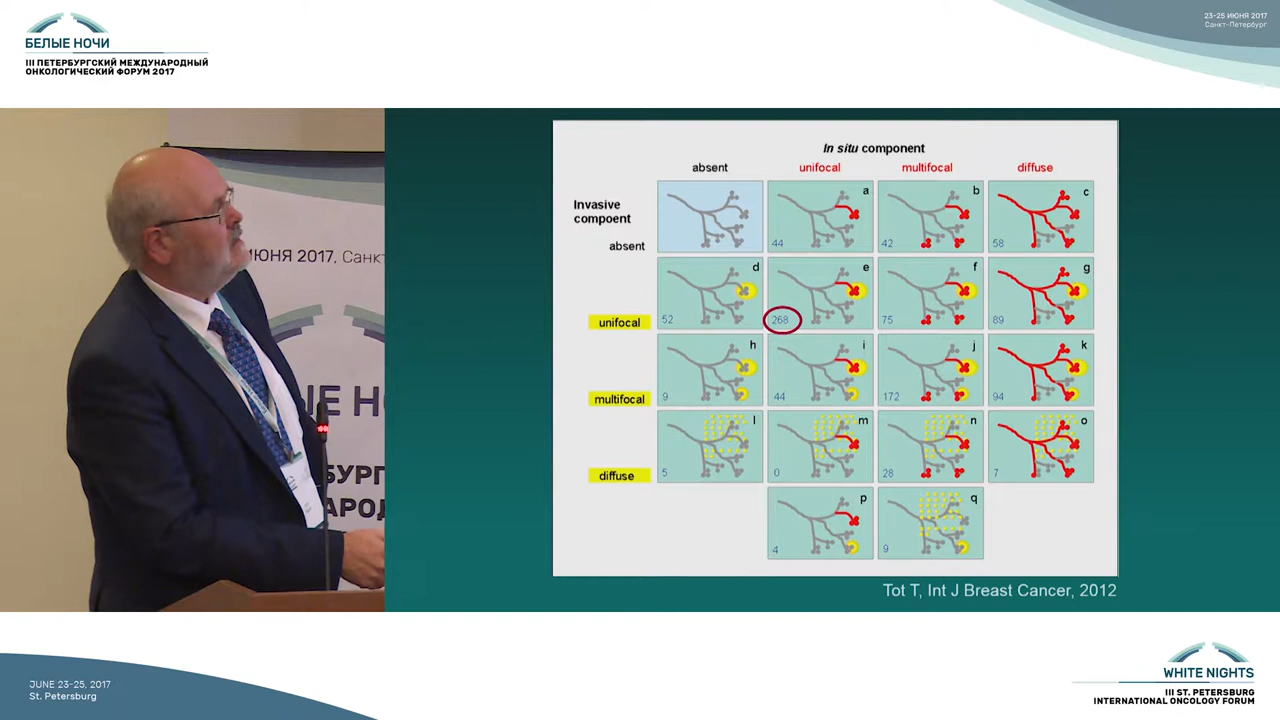 БЕЛЫЕ НОЧИ
III ПЕТЕРБУРГСКИЙ МЕЖДУНАРОДНЫЙ
ОНКОЛОГИЧЕСКИЙ ФОРУМ 2017
23-25 ИЮНЯ 2017
Санкт-Петербург
ИЮНЯ 2017, Санкт
In situ component
absent unifocal multifocal diffuse
Invasive
compoent
absent
a
b
c
44
42
58
d
e
f
g
unifocal
52
268
75
89
h
i
j
k
multifocal
9
44
172
94
l
m
n
o
diffuse
5
0
28
7
p
q
4
9
Tot T, Int J Breast Cancer, 2012
JUNE 23-25, 2017
St. Petersburg
WHITE NIGHTS
III ST. PETERSBURG
INTERNATIONAL ONCOLOGY FORUM